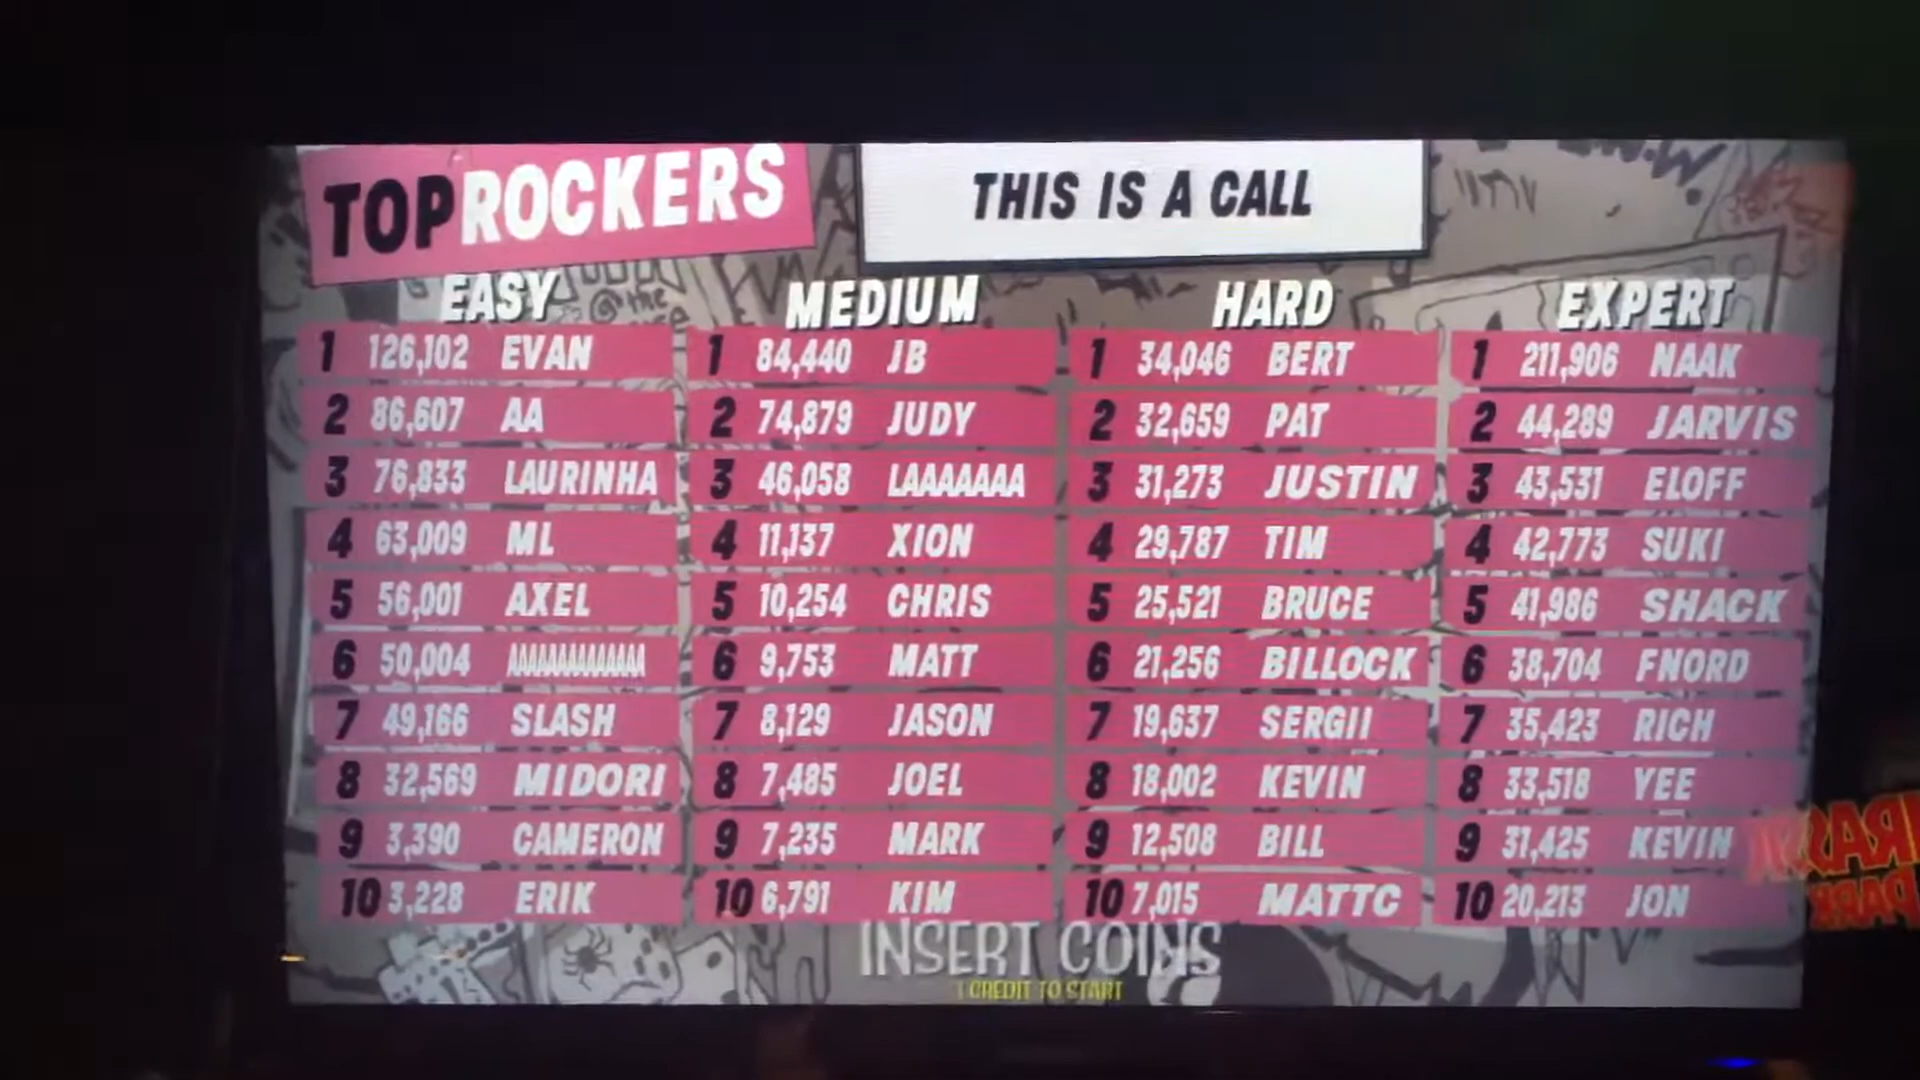 TOP ROCKERS
THIS IS A CALL
EASY MEDIUM HARD EXPERT
1 126,102 EVAN 1 84,440 JB 1 34,046 BERT 1 211,906 NAAK
2 86,607 AA 2 74,879 JUDY 2 32,659 PAT 2 44,289 JARVIS
3 76,833 LAURINHA 3 46,058 LAAAAAAA 3 31,273 JUSTIN 3 43,531 ELOFF
4 63,009 ML 4 11,137 XION 4 29,787 TIM 4 42,773 SUKI
5 56,001 AXEL 5 10,254 CHRIS 5 25,521 BRUCE 5 41,986 SHACK
6 50,004 6 9,753 MATT 6 21,256 BILLOCK 6 38,704 FNORD
7 49,166 SLASH 7 8,129 JASON 7 19,637 SERGII 7 35,423 RICH
8 32,569 MIDORI 8 7,485 JOEL 8 18,002 KEVIN 8 33,518 YEE
9 3,390 CAMERON 9 7,235 MARK 9 12,508 BILL 9 31,425 KEVIN
10 3,228 ERIK 10 6,791 KIM 10 7,015 MATTC 10 20,213 JON
INSERT COINS
1 CREDIT TO START
PARK